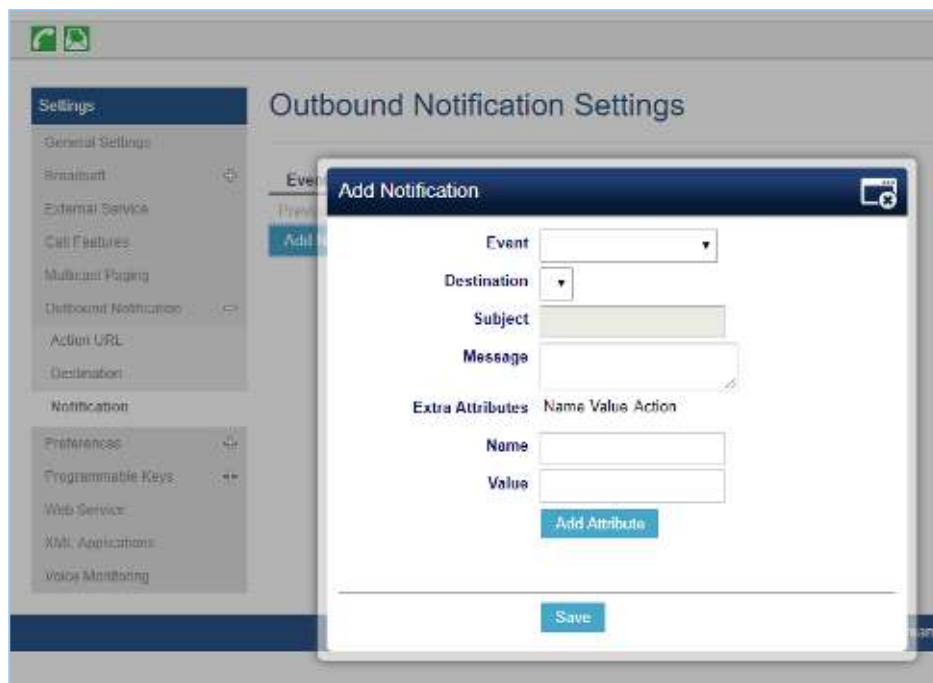 Settings
General Settings
Broadsoft
External Service
Call Features
Multicast Paging
Outbound Notification
Action URL
Destination
Notification
Preferences
Programmable Keys
Web Service
XML Applications
Voice Monitoring
Outbound Notification Settings
Add Notification
Event
Destination
Subject
Message
Extra Attributes Name Value Action
Name
Value
Add Attribute
Save